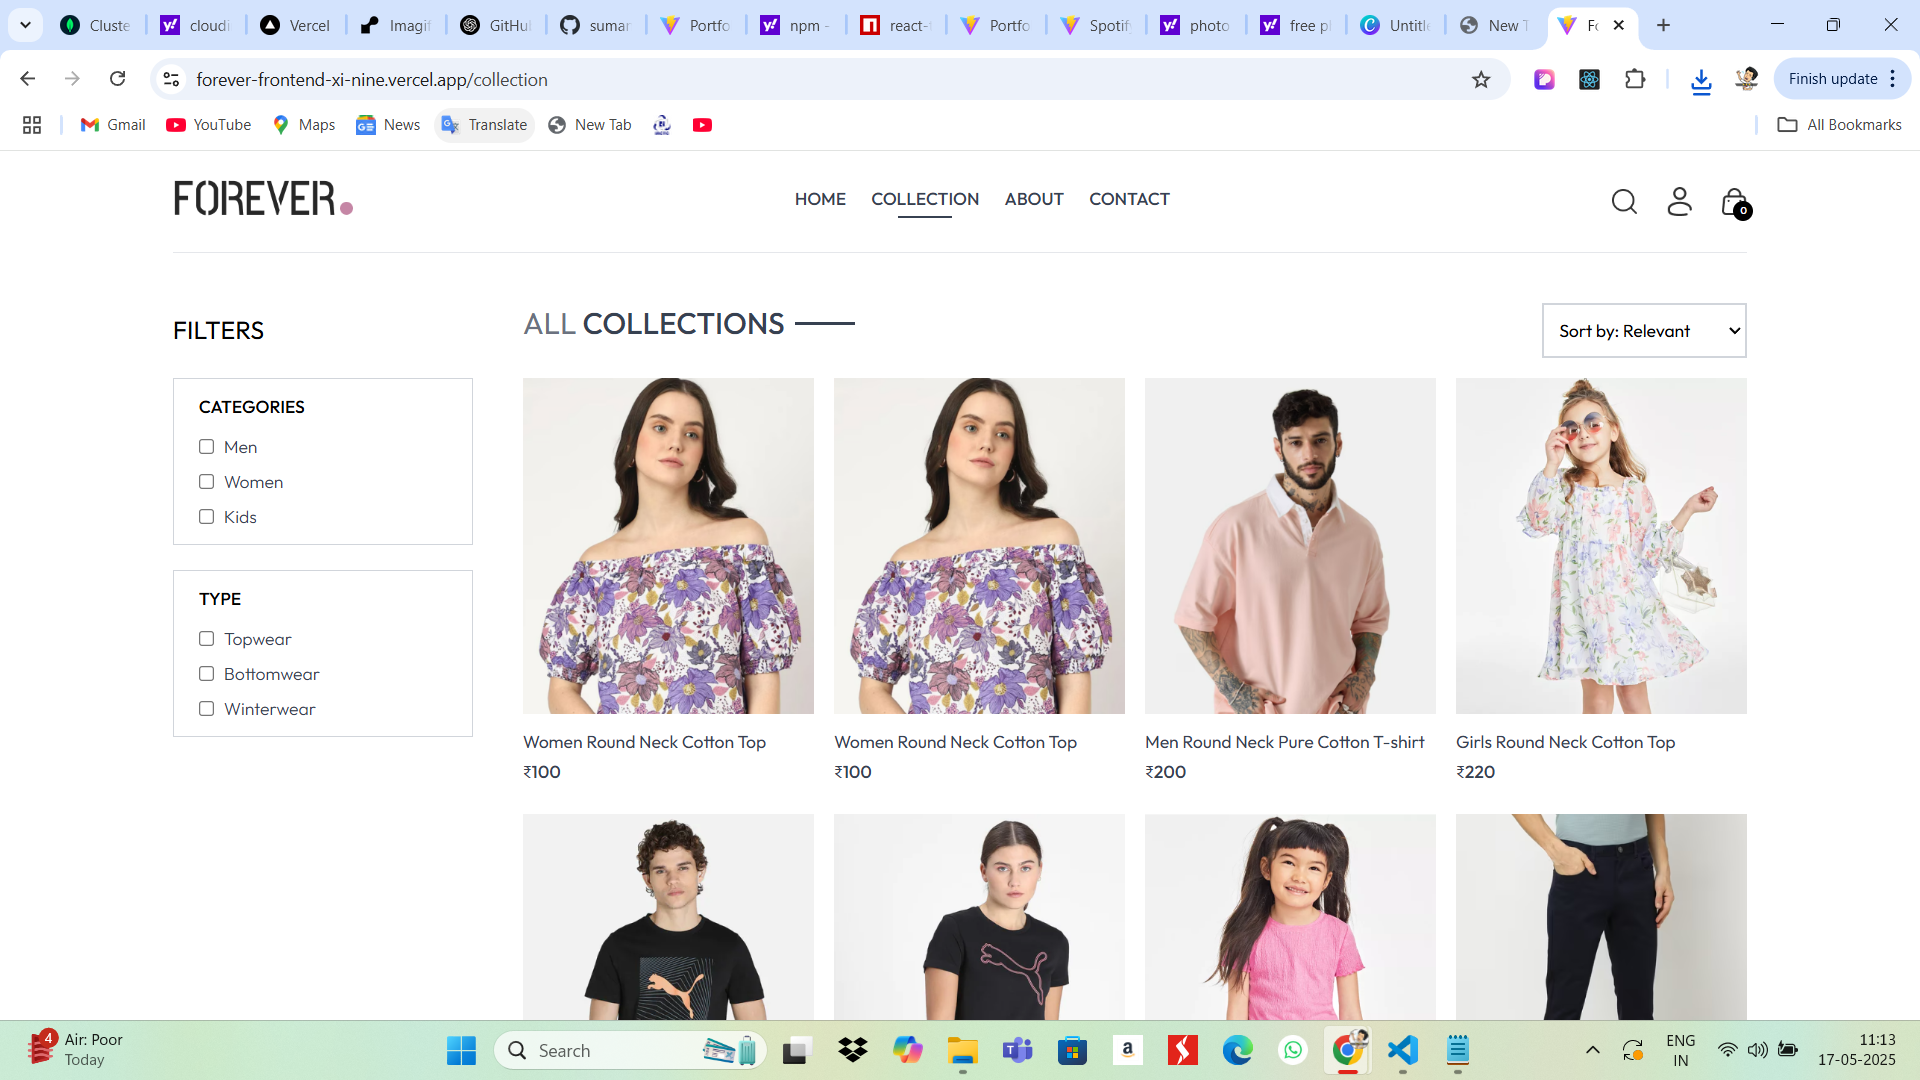 Cluste
cloudi
Vercel
Imagif
GitHu
sumar
Portfo
npm -
react-
Portfo
Spotif
photo
free p
Untitle
New T
Fo
forever-frontend-xi-nine.vercel.app/collection
Finish update
Gmail
YouTube
Maps
News
Translate
New Tab
All Bookmarks
FOREVER.
HOME
COLLECTION
ABOUT
CONTACT
0
FILTERS
ALL COLLECTIONS
Sort by: Relevant
CATEGORIES
Men
Women
Kids
TYPE
Topwear
Bottomwear
Winterwear
Women Round Neck Cotton Top
₹100
Women Round Neck Cotton Top
₹100
Men Round Neck Pure Cotton T-shirt
₹200
Girls Round Neck Cotton Top
₹220
4
Air: Poor
Today
Search
ENG
IN
11:13
17-05-2025